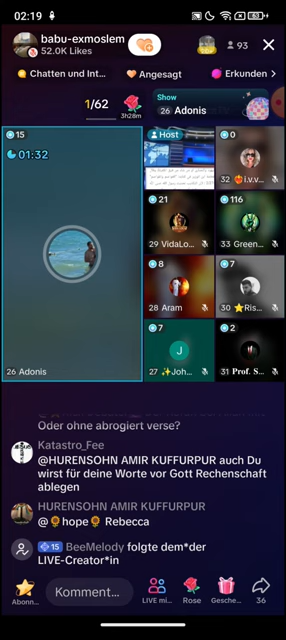 02:19
63
babu-exmoslem
52.0K Likes
93
Chatten und Int...
Angesagt
Erkunden
1/62
3h28m
Show
26 Adonis
15
01:32
Host
0
32 i.v.v...
21
29 VidaLo...
116
33 Green...
8
28 Aram
7
30 ⭐Ris...
7
J
27 ✨Joh...
2
31 Prof. S...
26 Adonis
Oder ohne abrogiert verse?
Katastro_Fee
@HURENSOHN AMIR KUFFURPUR auch Du
wirst für deine Worte vor Gott Rechenschaft
ablegen
HURENSOHN AMIR KUFFURPUR
@🌻hope🌻 Rebecca
15 BeeMelody folgte dem*der
LIVE-Creator*in
Abonn...
Komment...
LIVE mi...
Rose
Gesche...
36